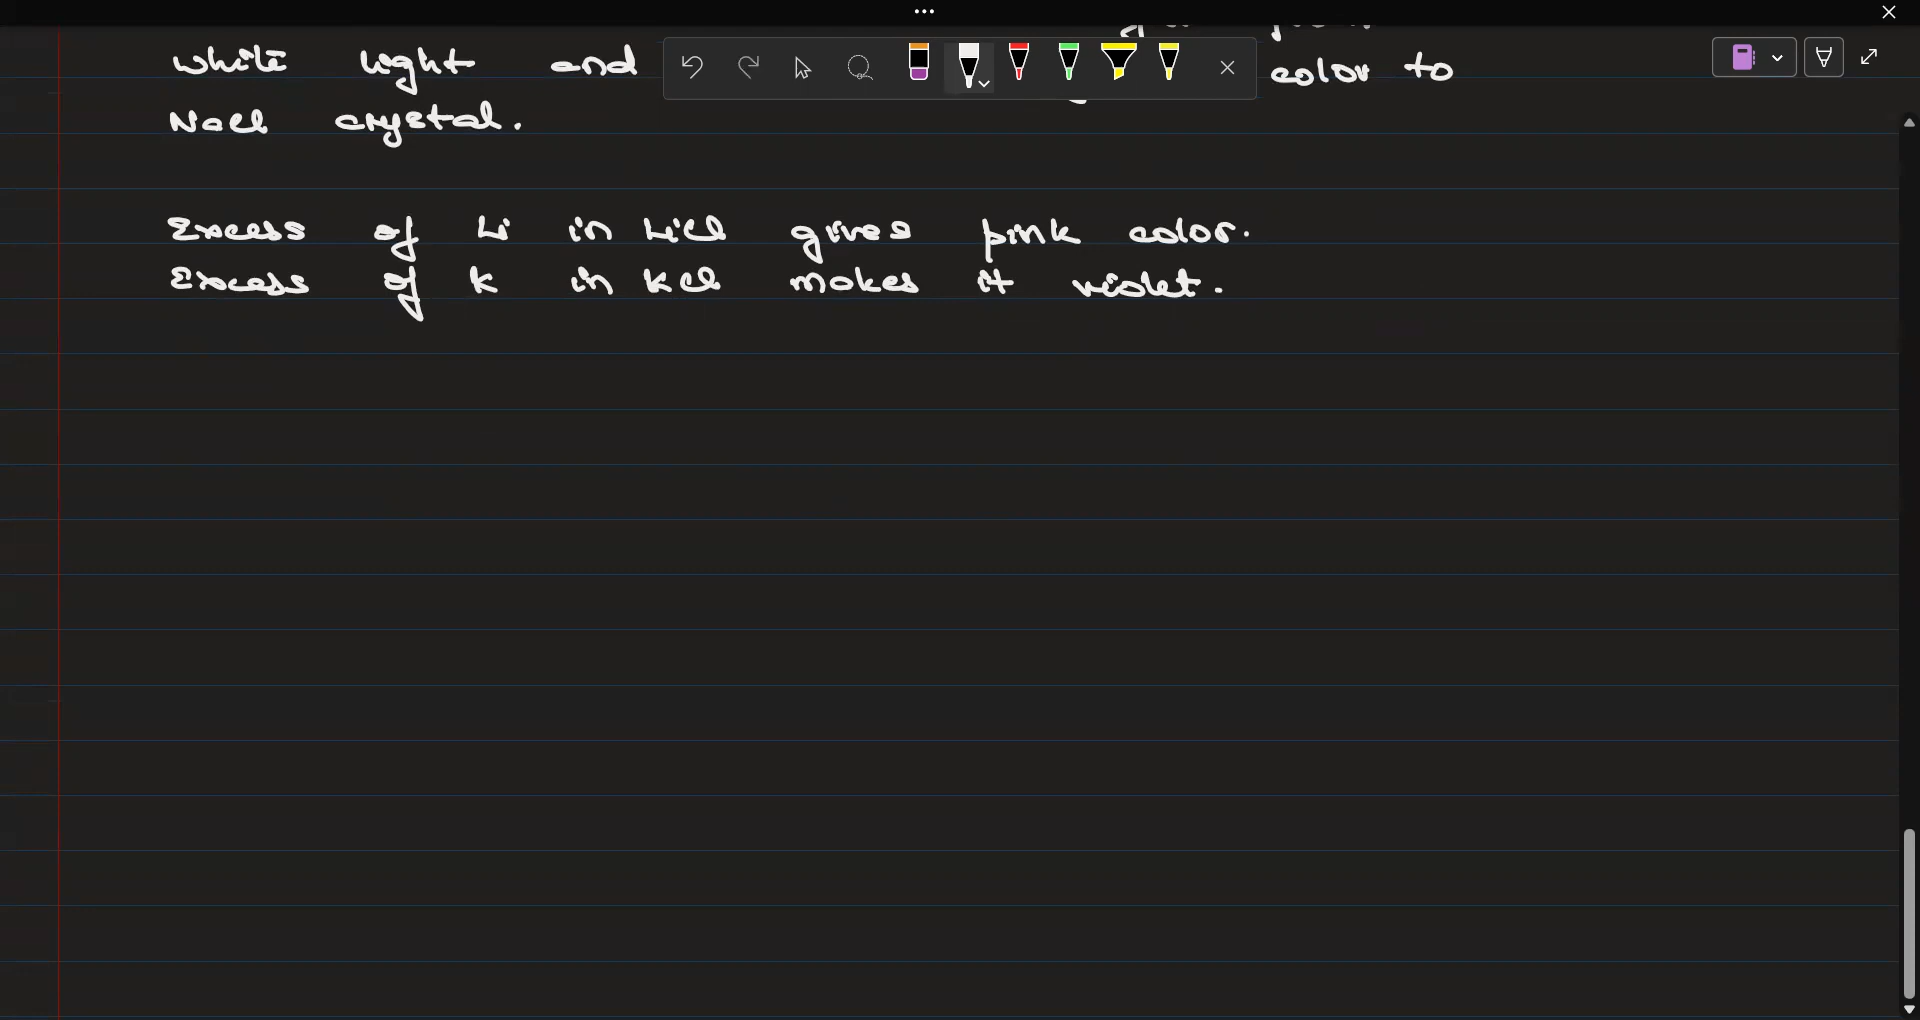 white light and color to
NaCl crystal.
Excess of Li in LiCl gives pink color.
Excess of K in KCl makes it violet.